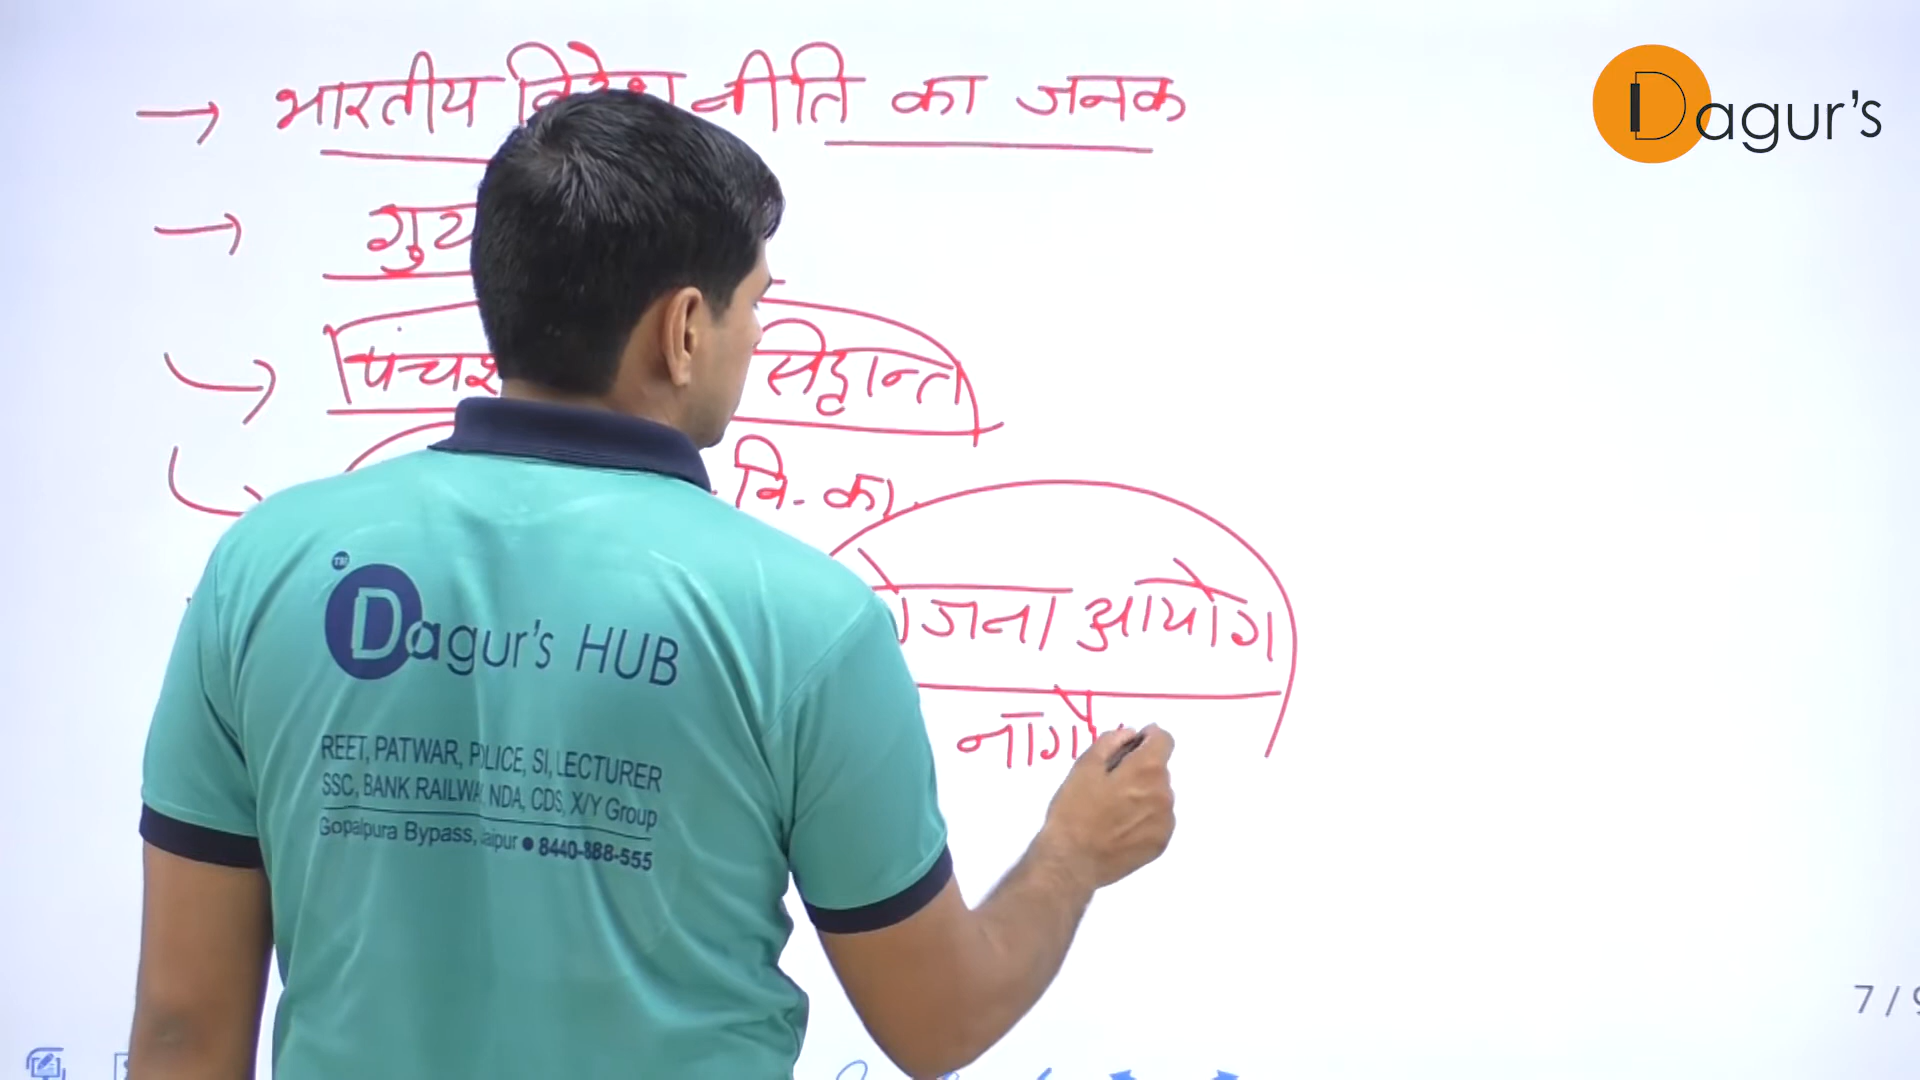 → भारतीय विदेश नीति का जनक
Dagur's
→ गुट
पंचश सिद्धान्त
वि. का.
योजना आयोग
नागौ
TM
Dagur's HUB
REET, PATWAR, POLICE, SI, LECTURER
SSC, BANK RAILWAY, NDA, CDS, X/Y Group
Gopalpura Bypass, Jaipur ● 8440-888-555
7 / 9